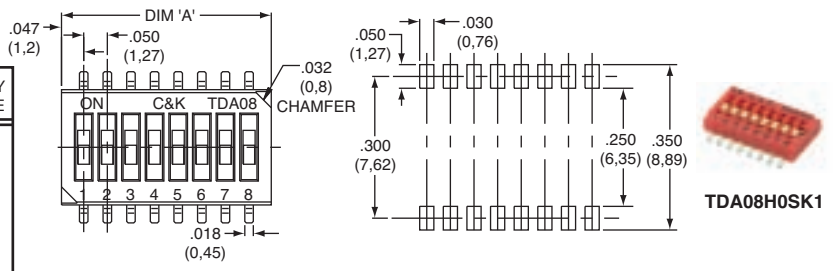 DIM 'A'
.047
(1,2)
.050
(1,27)
.032
(0,8)
CHAMFER
Y
E
ON C&K TDA08
1 2 3 4 5 6 7 8
.018
(0,45)
.030
(0,76)
.050
(1,27)
.300
(7,62)
.250
(6,35)
.350
(8,89)
TDA08H0SK1